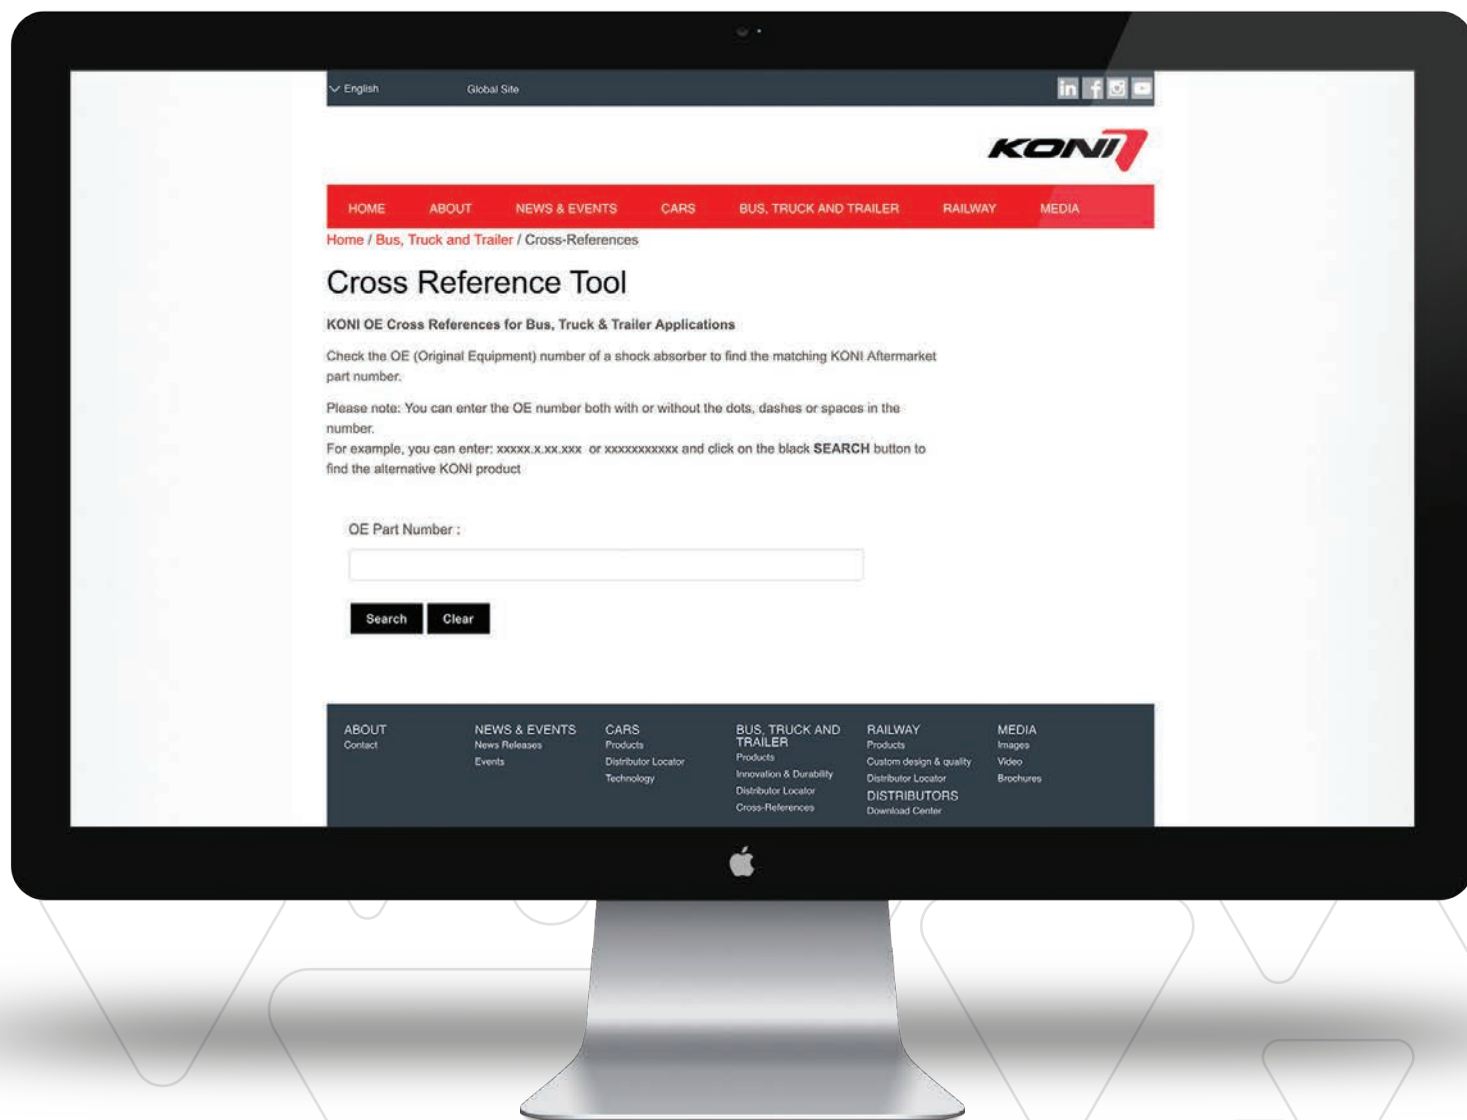 English
Global Site
in f
KONI
HOME ABOUT NEWS & EVENTS CARS BUS, TRUCK AND TRAILER RAILWAY MEDIA
Home / Bus, Truck and Trailer / Cross-References
Cross Reference Tool
KONI OE Cross References for Bus, Truck & Trailer Applications
Check the OE (Original Equipment) number of a shock absorber to find the matching KONI Aftermarket
part number.
Please note: You can enter the OE number both with or without the dots, dashes or spaces in the
number.
For example, you can enter: xxxxx.x.xx.xxx or xxxxxxxxxxx and click on the black SEARCH button to
find the alternative KONI product
OE Part Number :
Search Clear
ABOUT
Contact
NEWS & EVENTS
News Releases
Events
CARS
Products
Distributor Locator
Technology
BUS, TRUCK AND
TRAILER
Products
Innovation & Durability
Distributor Locator
Cross-References
RAILWAY
Products
Custom design & quality
Distributor Locator
DISTRIBUTORS
Download Center
MEDIA
Images
Video
Brochures